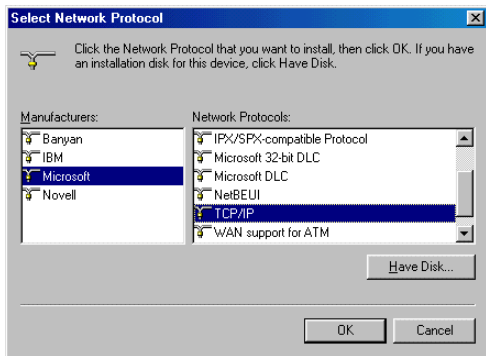 Select Network Protocol
Click the Network Protocol that you want to install, then click OK. If you have
an installation disk for this device, click Have Disk.
Manufacturers:
Banyan
IBM
Microsoft
Novell
Network Protocols:
IPX/SPX-compatible Protocol
Microsoft 32-bit DLC
Microsoft DLC
NetBEUI
TCP/IP
WAN support for ATM
Have Disk...
OK
Cancel